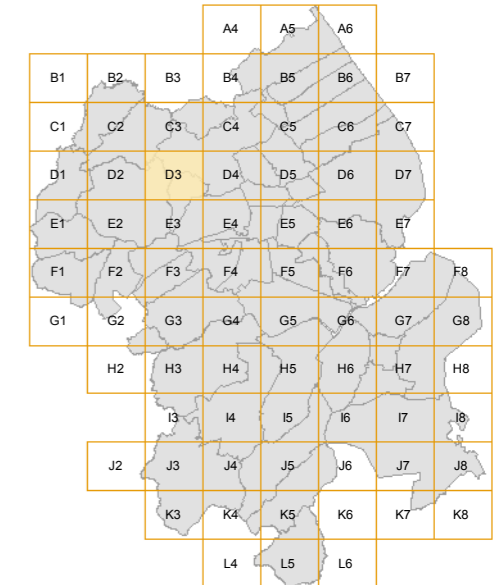 A4 A5 A6
B1 B2 B3 B4 B5 B6 B7
C1 C2 C3 C4 C5 C6 C7
D1 D2 D3 D4 D5 D6 D7
E1 E2 E3 E4 E5 E6 E7
F1 F2 F3 F4 F5 F6 F7 F8
G1 G2 G3 G4 G5 G6 G7 G8
H2 H3 H4 H5 H6 H7 H8
I3 I4 I5 I6 I7 I8
J2 J3 J4 J5 J6 J7 J8
K3 K4 K5 K6 K7 K8
L4 L5 L6